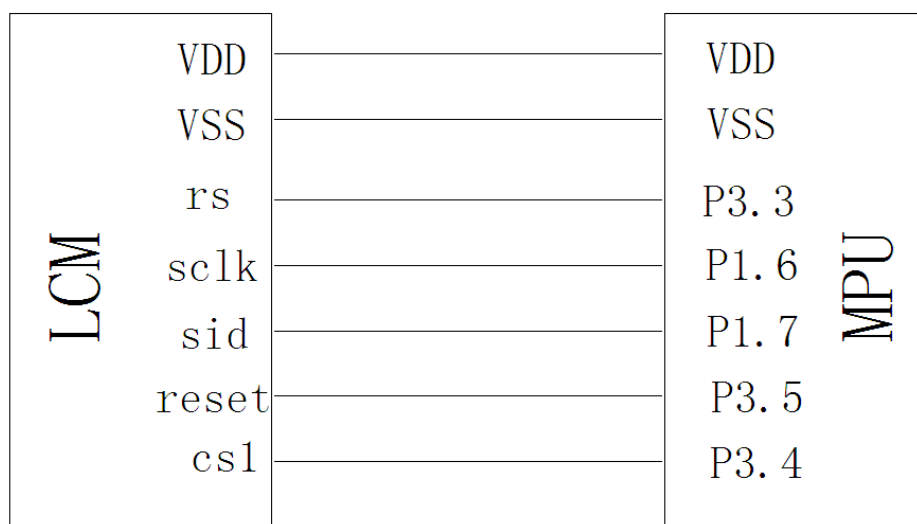 LCM
VDD VDD
VSS VSS
rs P3.3
sclk P1.6
sid P1.7
reset P3.5
cs1 P3.4
MPU